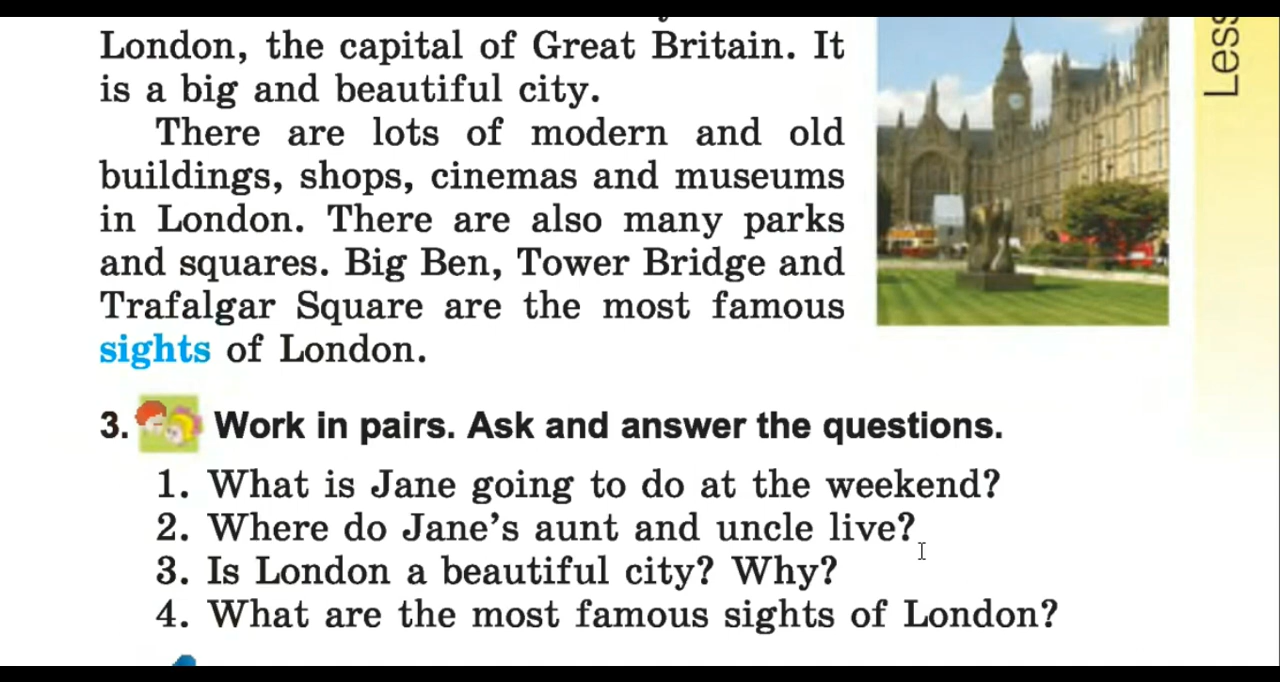 London, the capital of Great Britain. It
is a big and beautiful city.
There are lots of modern and old
buildings, shops, cinemas and museums
in London. There are also many parks
and squares. Big Ben, Tower Bridge and
Trafalgar Square are the most famous
sights of London.
3. Work in pairs. Ask and answer the questions.
1. What is Jane going to do at the weekend?
2. Where do Jane's aunt and uncle live?
3. Is London a beautiful city? Why?
4. What are the most famous sights of London?